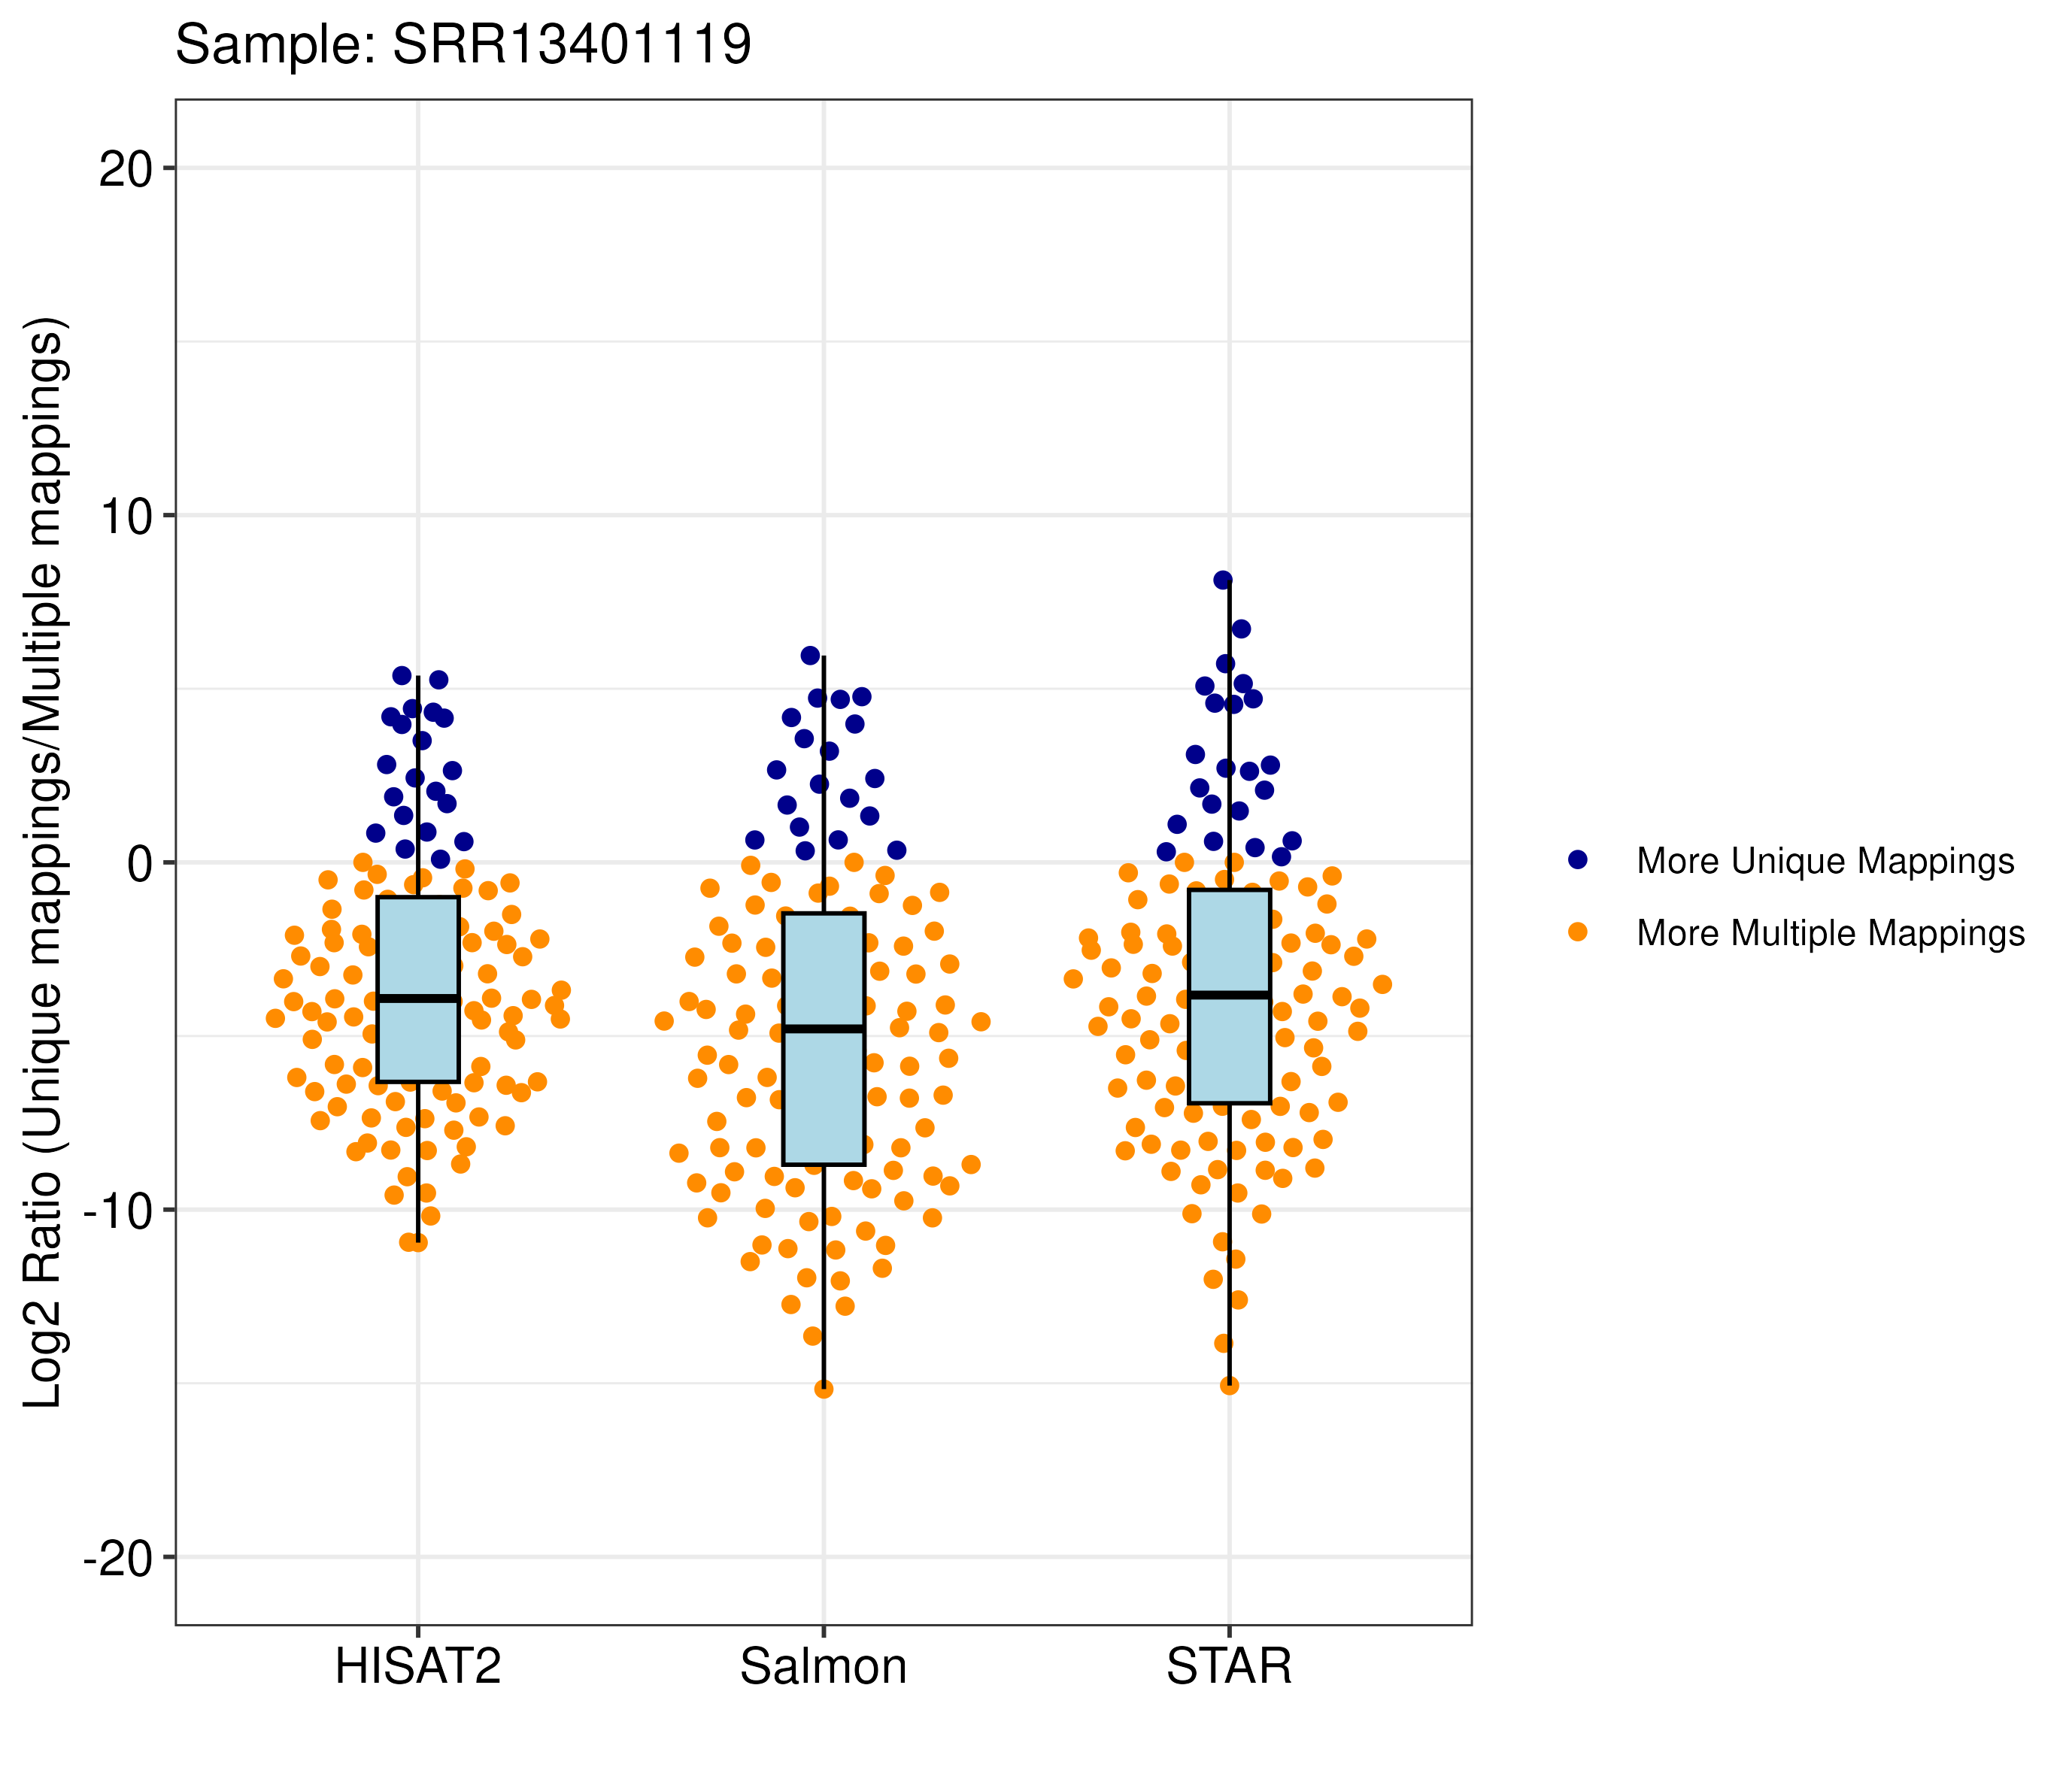 Sample: SRR13401119
Log2 Ratio (Unique mappings/Multiple mappings)
20
10
0
-10
-20
HISAT2
Salmon
STAR
More Unique Mappings
More Multiple Mappings